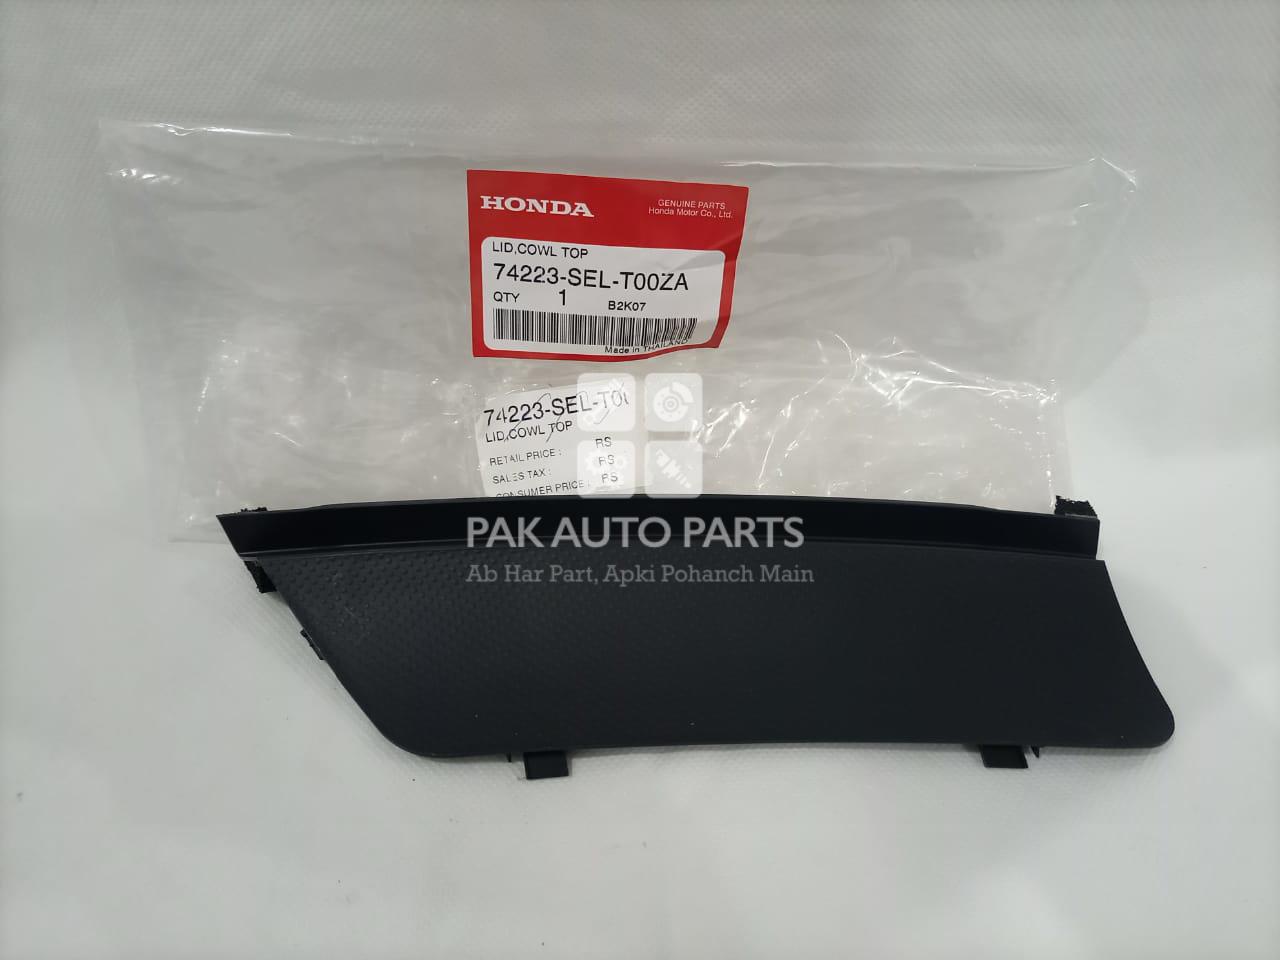 HONDA
GENUINE PARTS
Honda Motor Co., Ltd.
LID,COWL TOP
74223-SEL-T00ZA
QTY 1 B2K07
Made in THAILAND
74223-SEL-T00
LID,COWL TOP
RETAIL PRICE : RS
SALES TAX : RS
CONSUMER PRICE : RS
PAK AUTO PARTS
Ab Har Part, Apki Pohanch Main